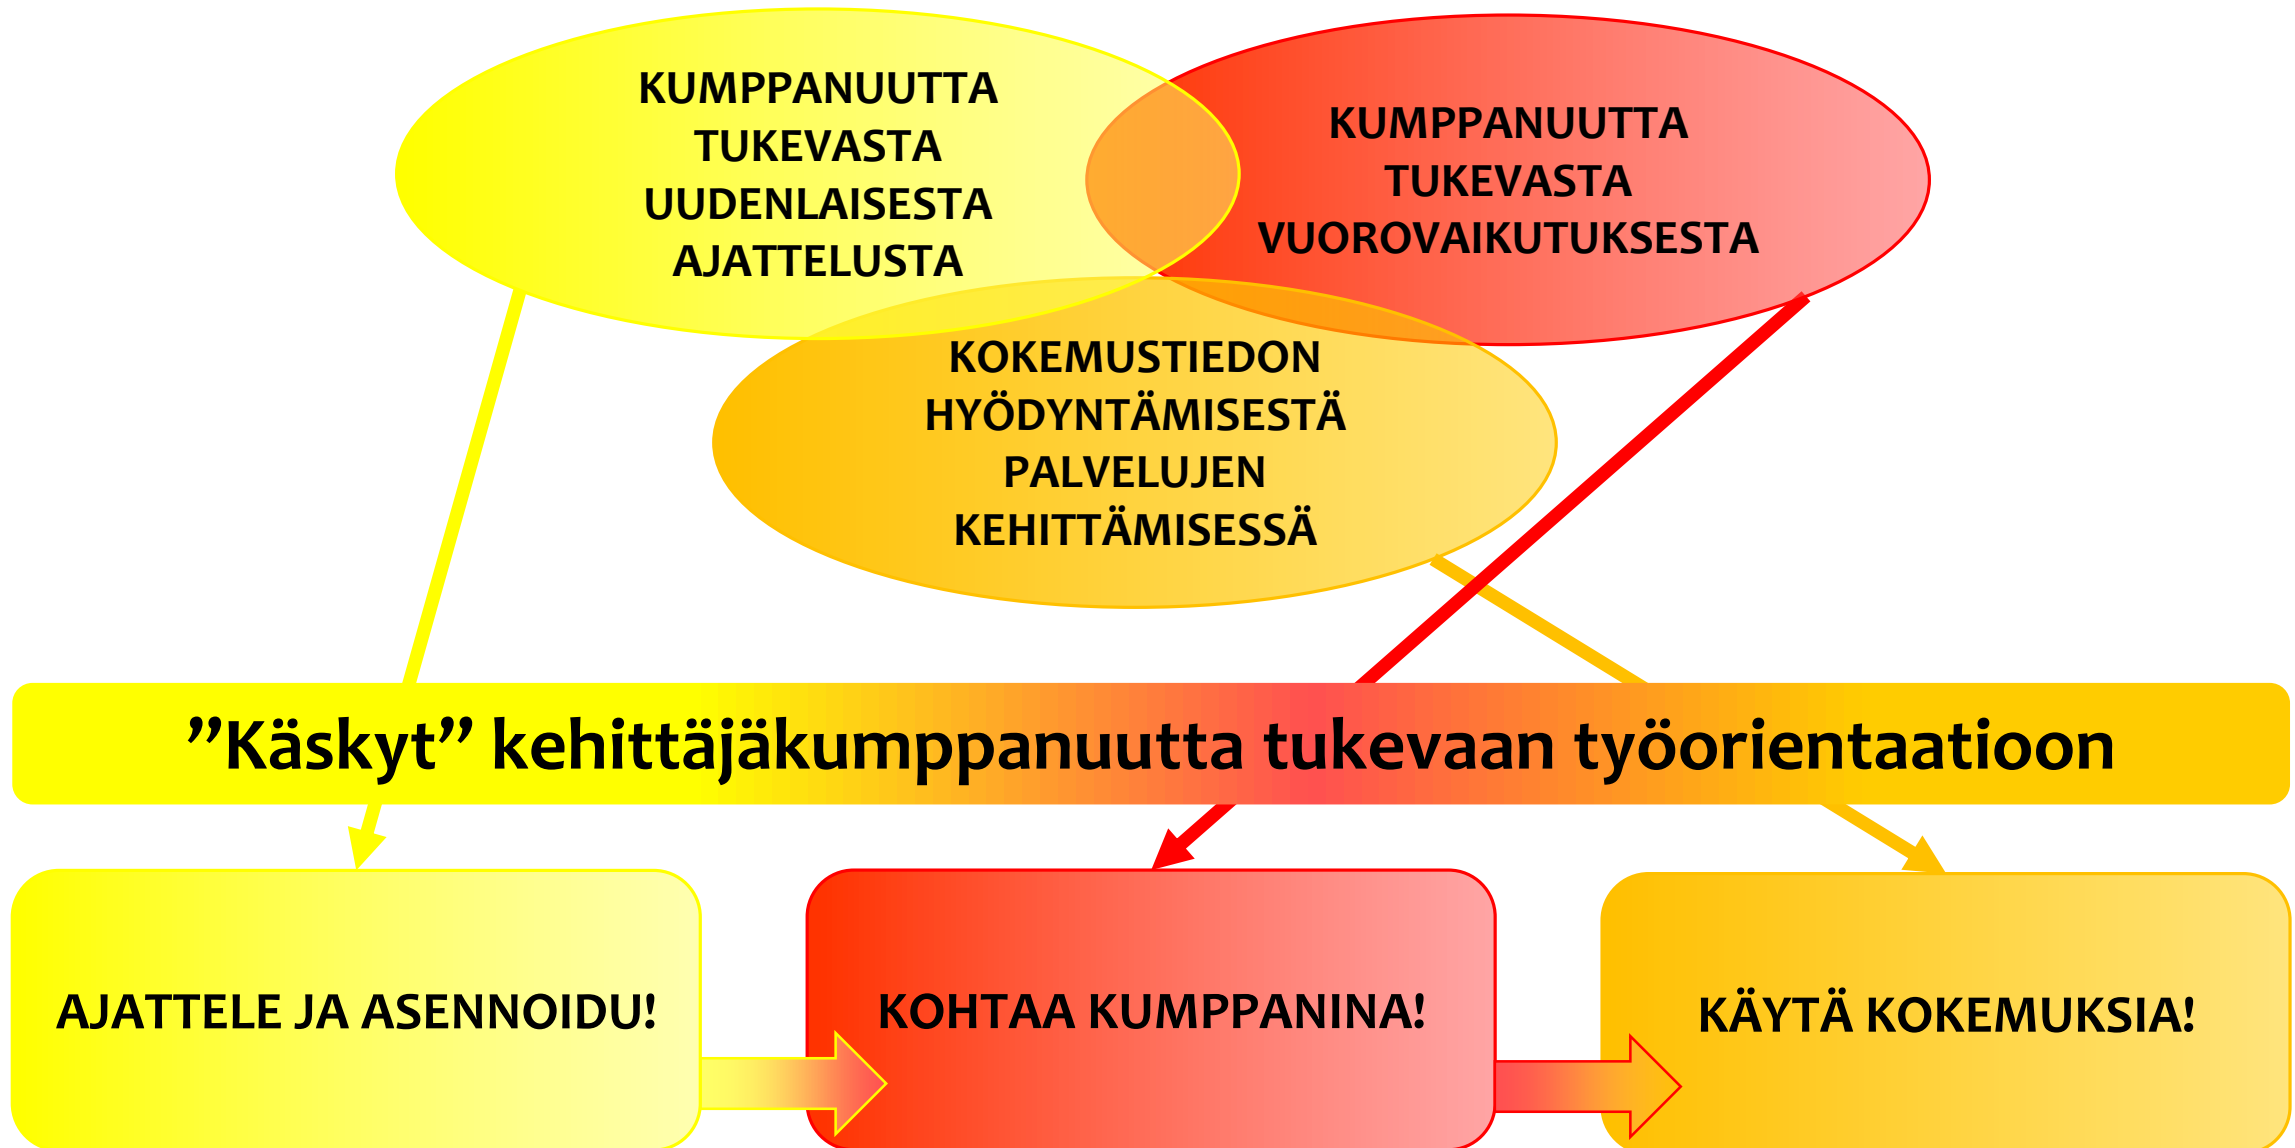 KUMPPANUUTTA
TUKEVASTA
UUDENLAISESTA
AJATTELUSTA
KUMPPANUUTTA
TUKEVASTA
VUOROVAIKUTUKSESTA
KOKEMUSTIEDON
HYÖDYNTÄMISESTÄ
PALVELUJEN
KEHITTÄMISESSÄ
”Käskyt” kehittäjäkumppanuutta tukevaan työorientaatioon
AJATTELE JA ASENNOIDU!
KOHTAA KUMPPANINA!
KÄYTÄ KOKEMUKSIA!